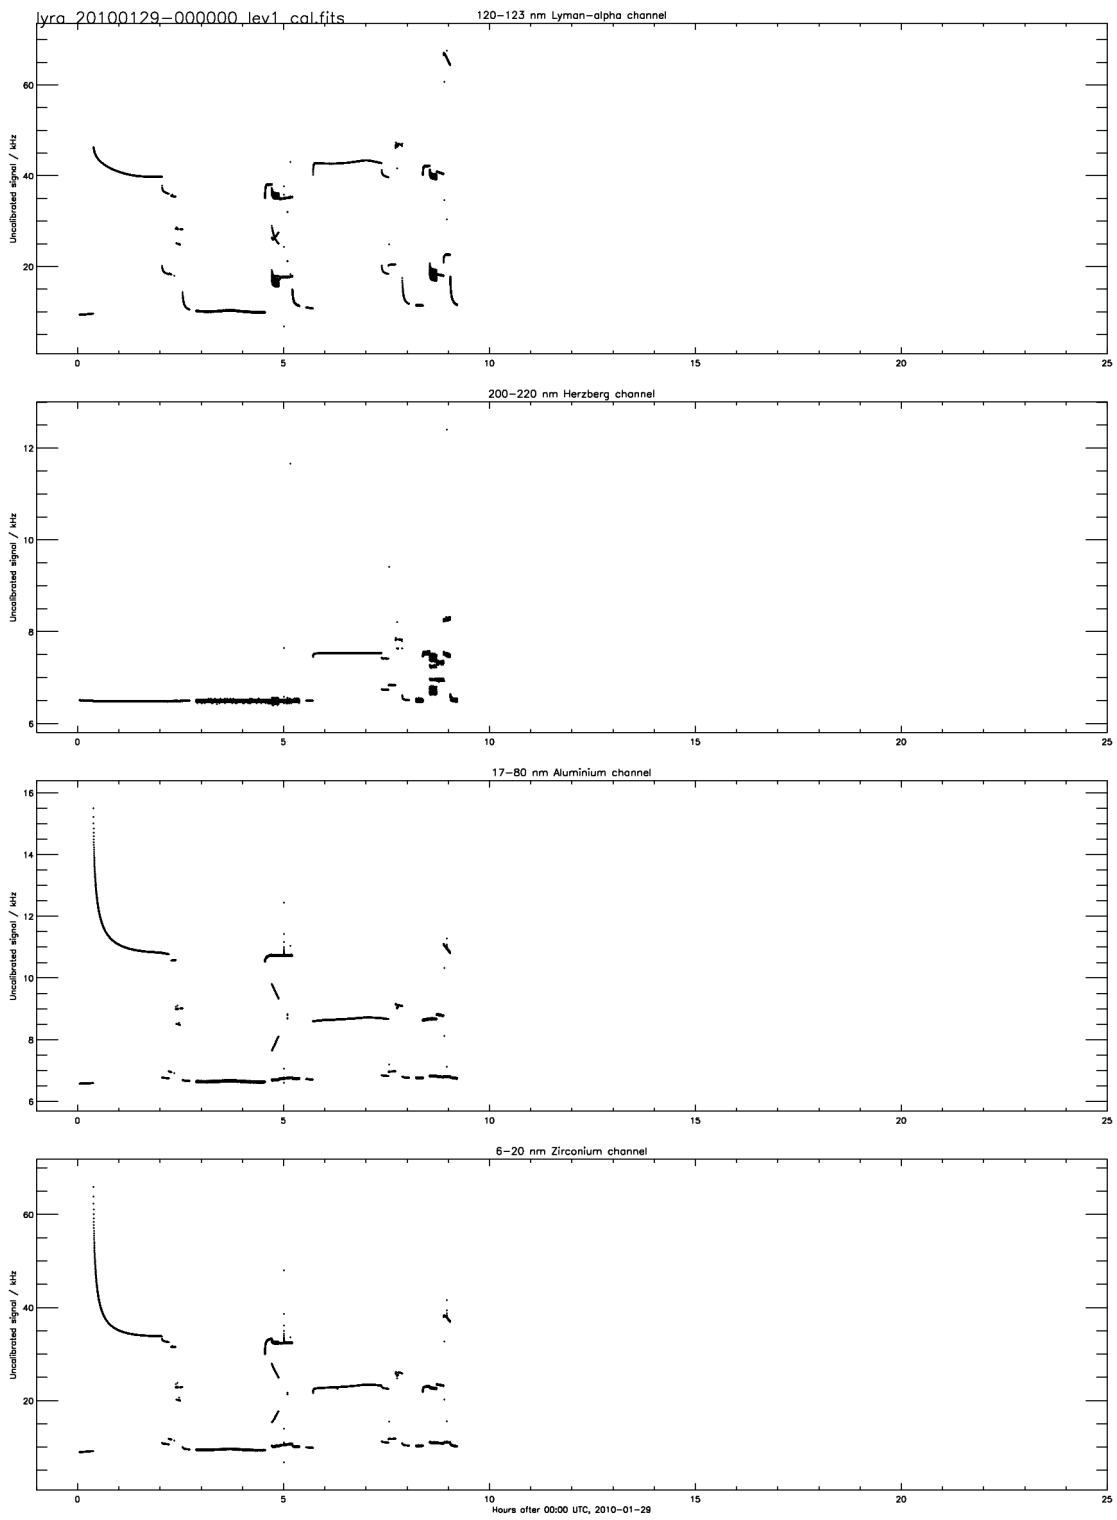 lyra_20100129-000000_lev1_cal.fits
120-123 nm Lyman-alpha channel
Uncalibrated signal / kHz
60
40
20
0 5 10 15 20 25
200-220 nm Herzberg channel
Uncalibrated signal / kHz
12
10
8
6
0 5 10 15 20 25
17-80 nm Aluminium channel
Uncalibrated signal / kHz
16
14
12
10
8
6
0 5 10 15 20 25
6-20 nm Zirconium channel
Uncalibrated signal / kHz
60
40
20
0 5 10 15 20 25
Hours after 00:00 UTC, 2010-01-29